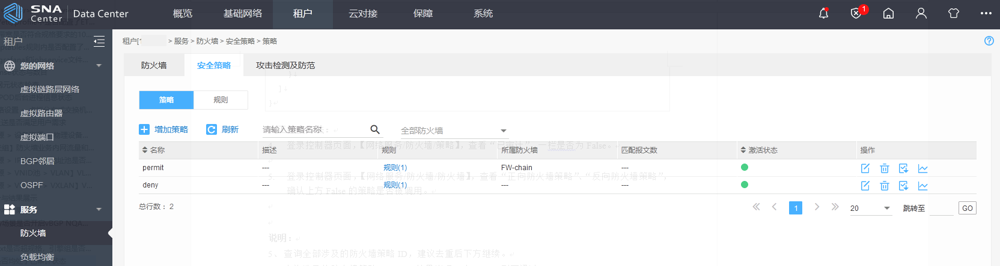 SNA Center Data Center 概览 基础网络 租户 云对接 保障 系统 1
租户
租户[1 > 服务 > 防火墙 > 安全策略 > 策略
您的网络
虚拟链路层网络
虚拟路由器
虚拟端口
BGP邻居
OSPF
服务
防火墙
负载均衡
防火墙 安全策略 攻击检测及防范
策略 规则
增加策略 刷新 请输入策略名称 全部防火墙
登录控制器页面，【网络服务/防火墙/策略】，查看“已审计”一栏是否为 False。
名称 描述 规则 所属防火墙 匹配报文数 激活状态 操作
permit --- 规则(1) FW-chain ---
5. 登录控制器页面，【网络服务/防火墙/防火墙】，查看“正向防火墙策略”、“反向防火墙策略”，
deny --- 规则(1) --- ---
确认上方 False 的策略是否被调用。
总行数： 2 1 20 跳转至 GO
说明：
5、查询全部涉及的防火墙策略 ID，建议去重后下方继续。